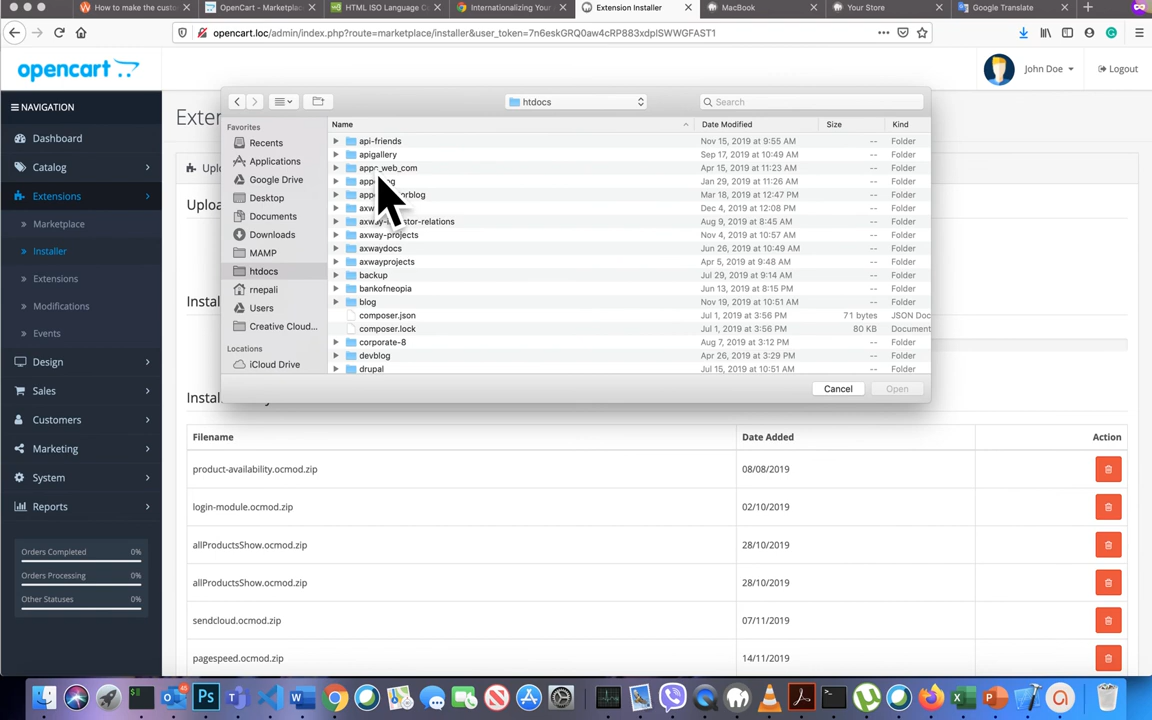 How to make the custo
OpenCart - Marketplac
HTML ISO Language C
Internationalizing Your
Extension Installer
MacBook
Your Store
Google Translate
opencart.loc/admin/index.php?route=marketplace/installer&user_token=7n6eskGRQ0aw4cRP883xdplSWWGFAST1
opencart
John Doe
Logout
NAVIGATION
Dashboard
Catalog
Extensions
Marketplace
Installer
Extensions
Modifications
Events
Design
Sales
Customers
Marketing
System
Reports
Orders Completed 0%
Orders Processing 0%
Other Statuses 0%
htdocs
Search
Favorites
Recents
Applications
Google Drive
Desktop
Documents
Downloads
MAMP
htdocs
rnepali
Users
Creative Cloud...
Locations
iCloud Drive
Name Date Modified Size Kind
api-friends Nov 15, 2019 at 9:55 AM -- Folder
apigallery Sep 17, 2019 at 10:49 AM -- Folder
appc_web_com Apr 15, 2019 at 11:23 AM -- Folder
Jan 29, 2019 at 11:26 AM -- Folder
Mar 18, 2019 at 12:47 PM -- Folder
Dec 4, 2019 at 12:08 PM -- Folder
Aug 9, 2019 at 8:45 AM -- Folder
axway-projects Nov 4, 2019 at 10:57 AM -- Folder
axwaydocs Jun 26, 2019 at 10:49 AM -- Folder
axwayprojects Apr 5, 2019 at 9:48 AM -- Folder
backup Jul 29, 2019 at 9:14 AM -- Folder
bankofneopia Jun 13, 2019 at 8:15 PM -- Folder
blog Nov 19, 2019 at 10:51 AM -- Folder
composer.json Jul 1, 2019 at 3:56 PM 71 bytes JSON Doc
composer.lock Jul 1, 2019 at 3:56 PM 80 KB Document
corporate-8 Aug 7, 2019 at 3:12 PM -- Folder
devblog Apr 26, 2019 at 3:29 PM -- Folder
drupal Jul 15, 2019 at 10:51 AM -- Folder
Cancel
Open
Filename Date Added Action
product-availability.ocmod.zip 08/08/2019
login-module.ocmod.zip 02/10/2019
allProductsShow.ocmod.zip 28/10/2019
allProductsShow.ocmod.zip 28/10/2019
sendcloud.ocmod.zip 07/11/2019
pagespeed.ocmod.zip 14/11/2019